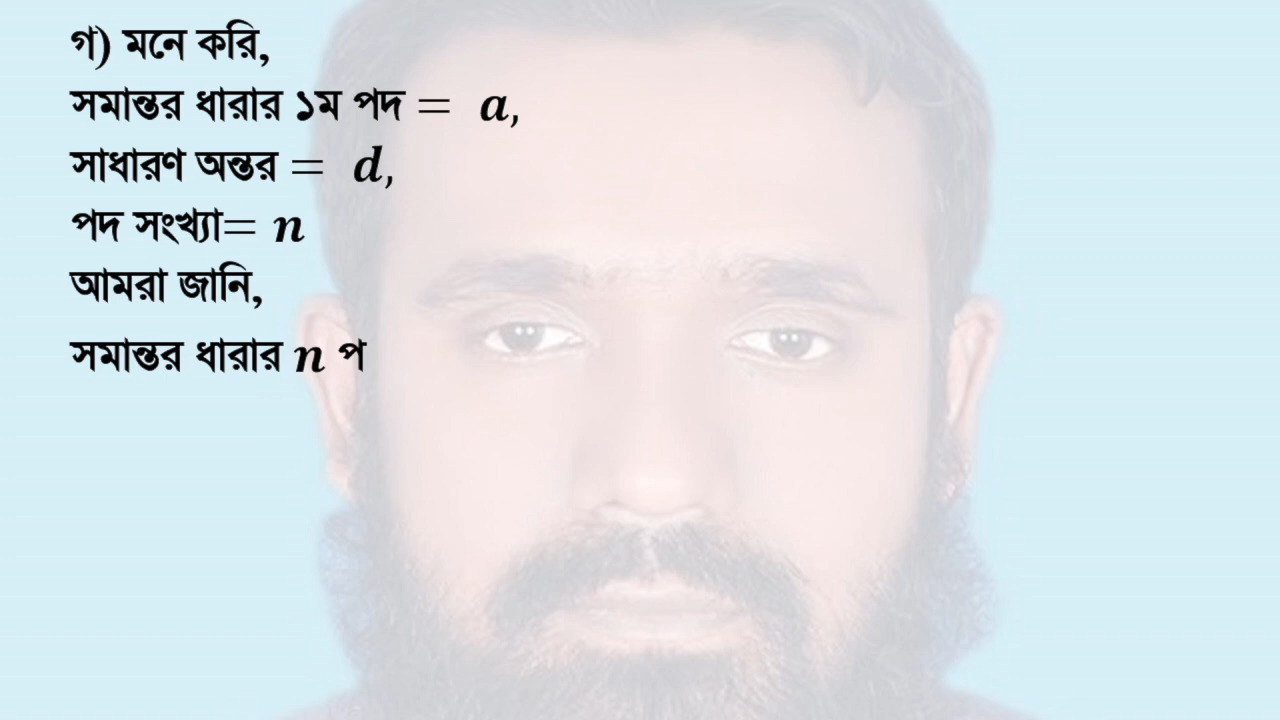 গ) মনে করি,
সমান্তর ধারার ১ম পদ = a,
সাধারণ অন্তর = d,
পদ সংখ্যা= n
আমরা জানি,
সমান্তর ধারার n প